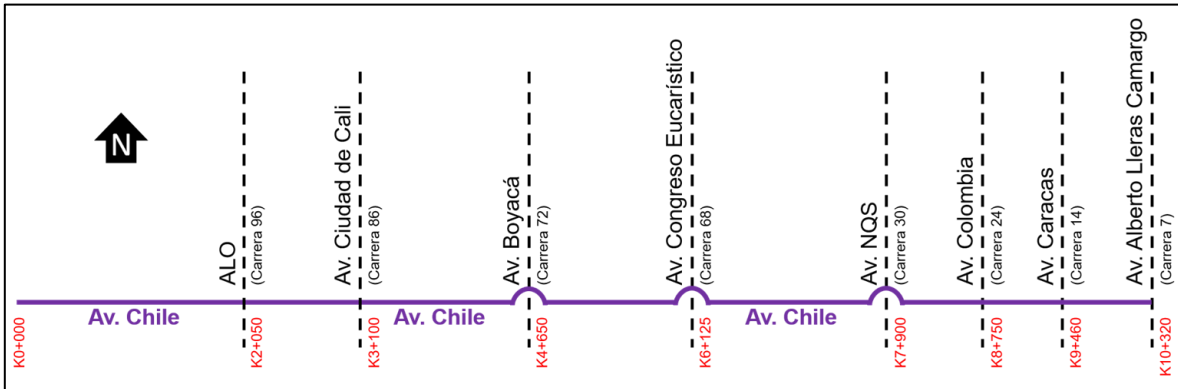 N
ALO
(Carrera 96)
Av. Ciudad de Cali
(Carrera 86)
Av. Boyacá
(Carrera 72)
Av. Congreso Eucarístico
(Carrera 68)
Av. NQS
(Carrera 30)
Av. Colombia
(Carrera 24)
Av. Caracas
(Carrera 14)
Av. Alberto Lleras Camargo
(Carrera 7)
Av. Chile
Av. Chile
Av. Chile
K0+000
K2+050
K3+100
K4+650
K6+125
K7+900
K8+750
K9+460
K10+320